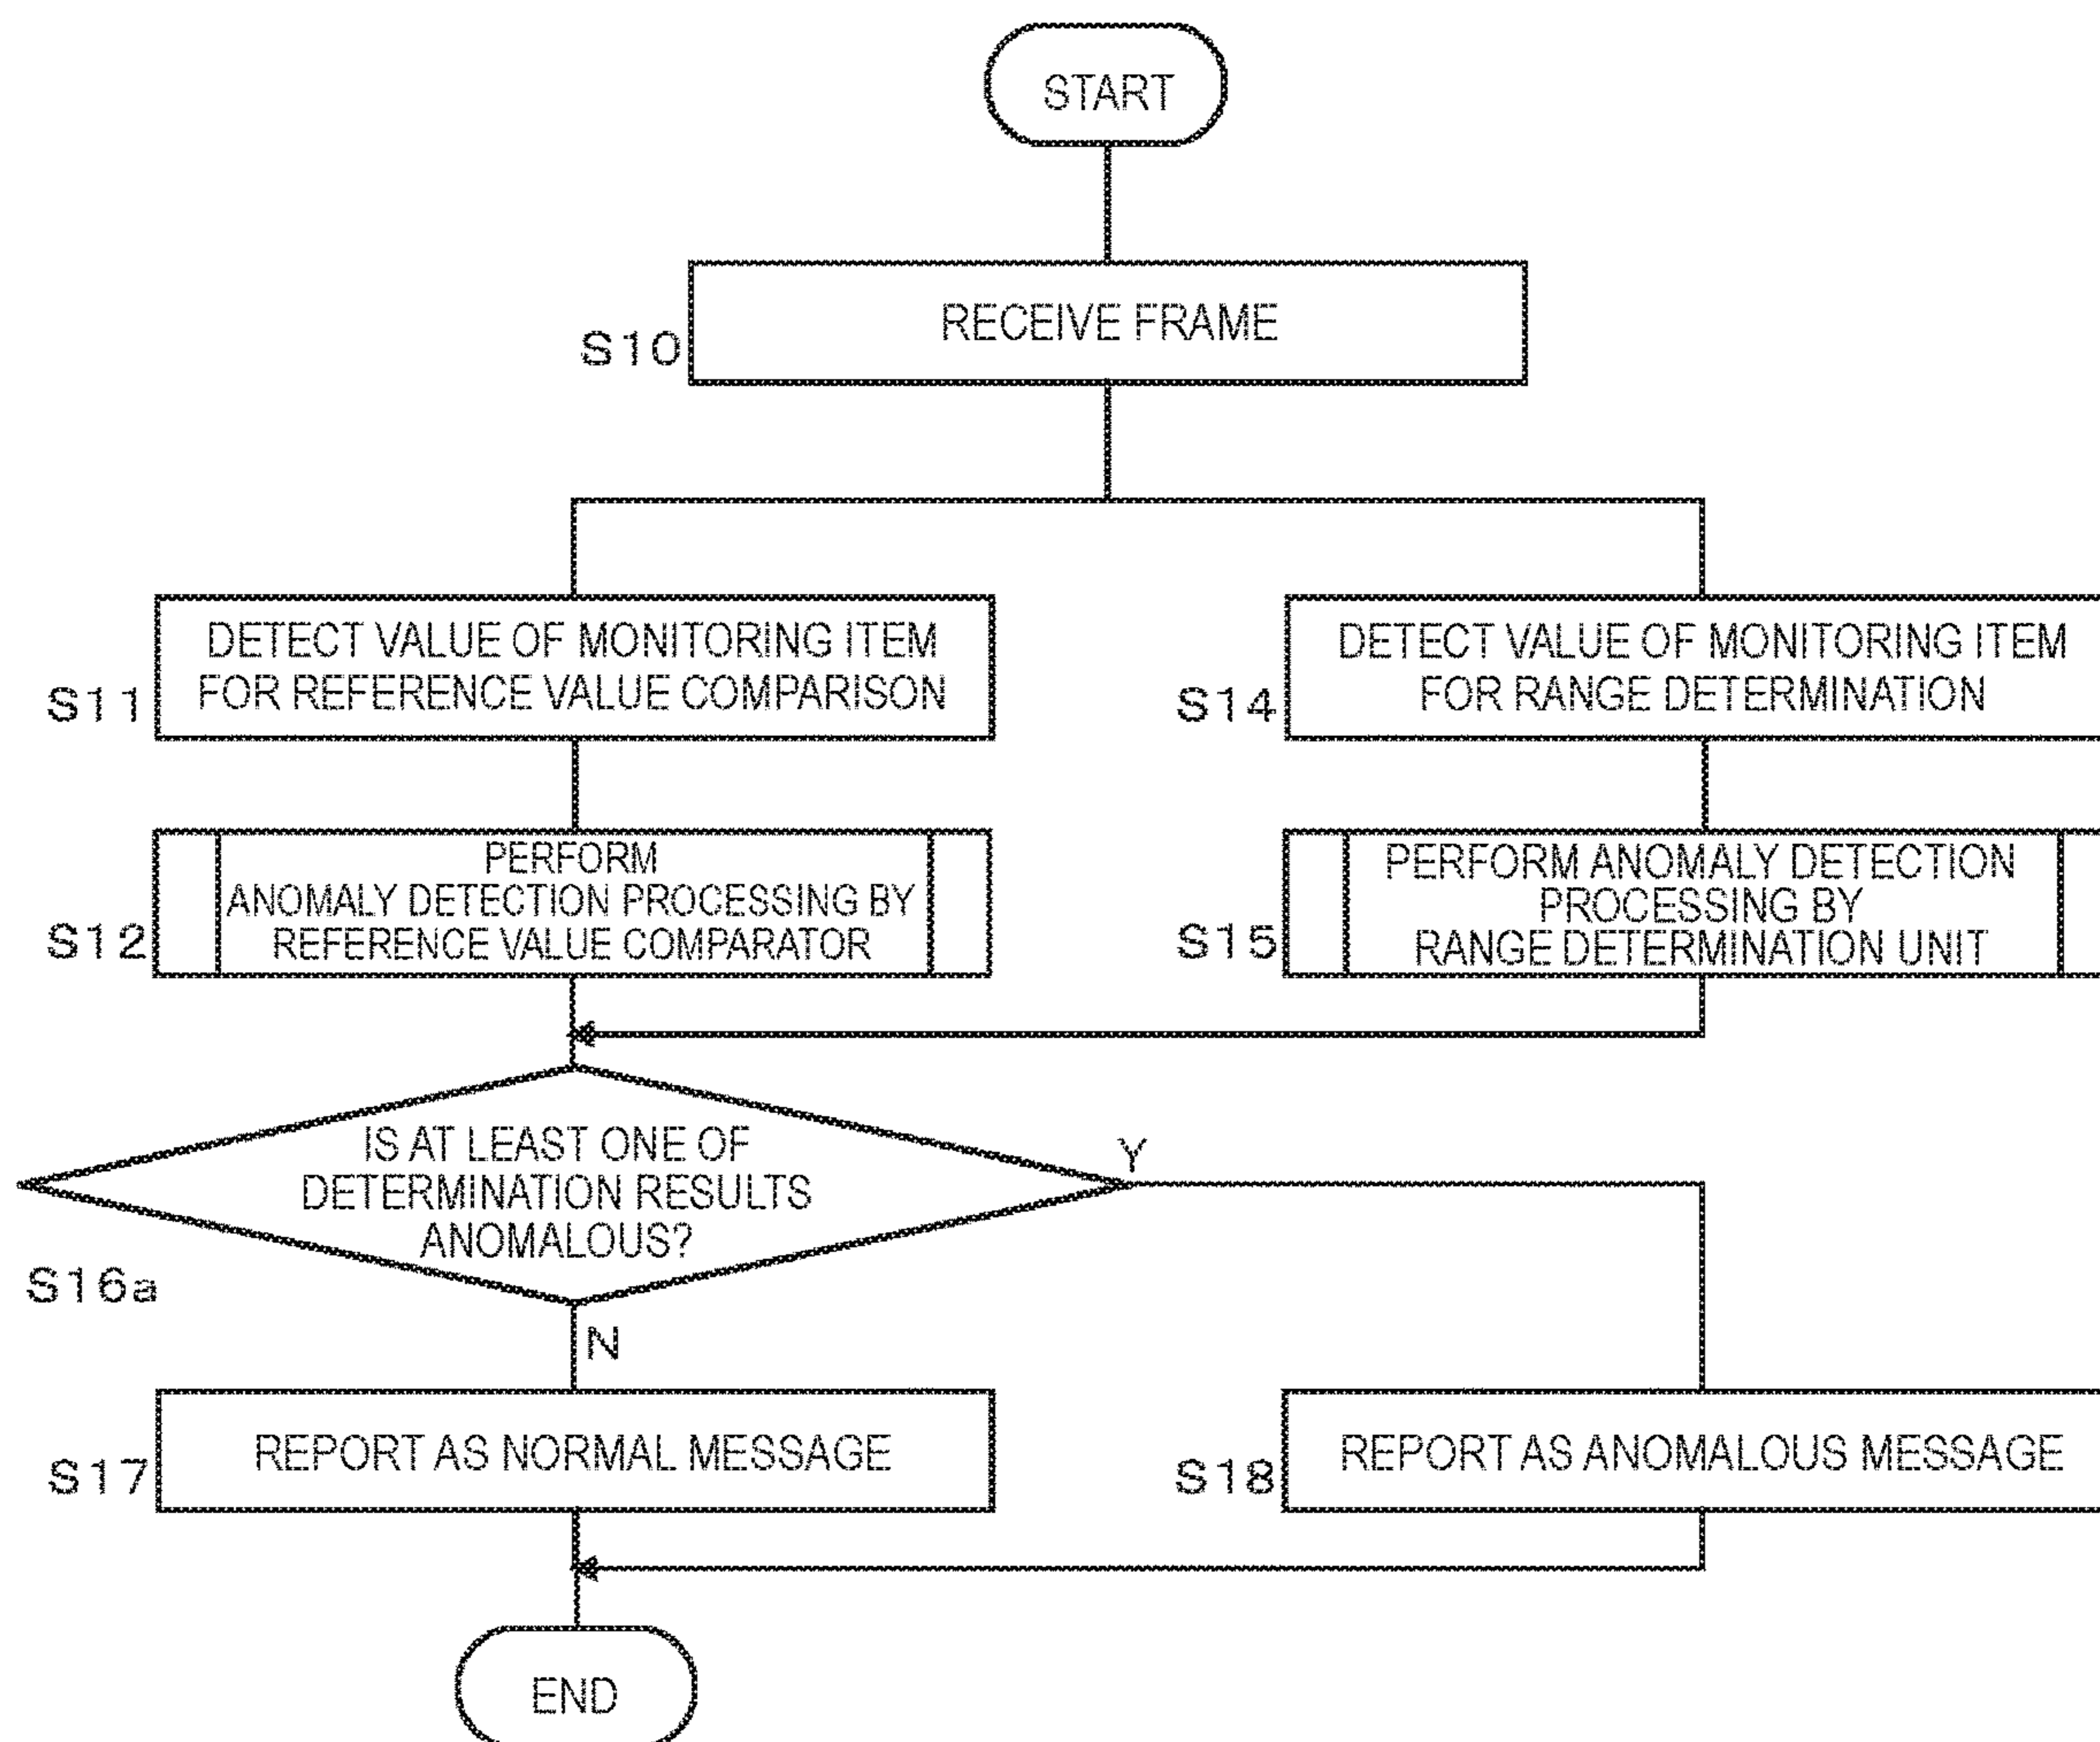 START
RECEIVE FRAME
S10
DETECT VALUE OF MONITORING ITEM
FOR REFERENCE VALUE COMPARISON
S11
DETECT VALUE OF MONITORING ITEM
FOR RANGE DETERMINATION
S14
PERFORM
ANOMALY DETECTION PROCESSING BY
REFERENCE VALUE COMPARATOR
S12
PERFORM ANOMALY DETECTION
PROCESSING BY
RANGE DETERMINATION UNIT
S15
IS AT LEAST ONE OF
DETERMINATION RESULTS
ANOMALOUS?
Y
S16a
N
REPORT AS NORMAL MESSAGE
S17
REPORT AS ANOMALOUS MESSAGE
S18
END